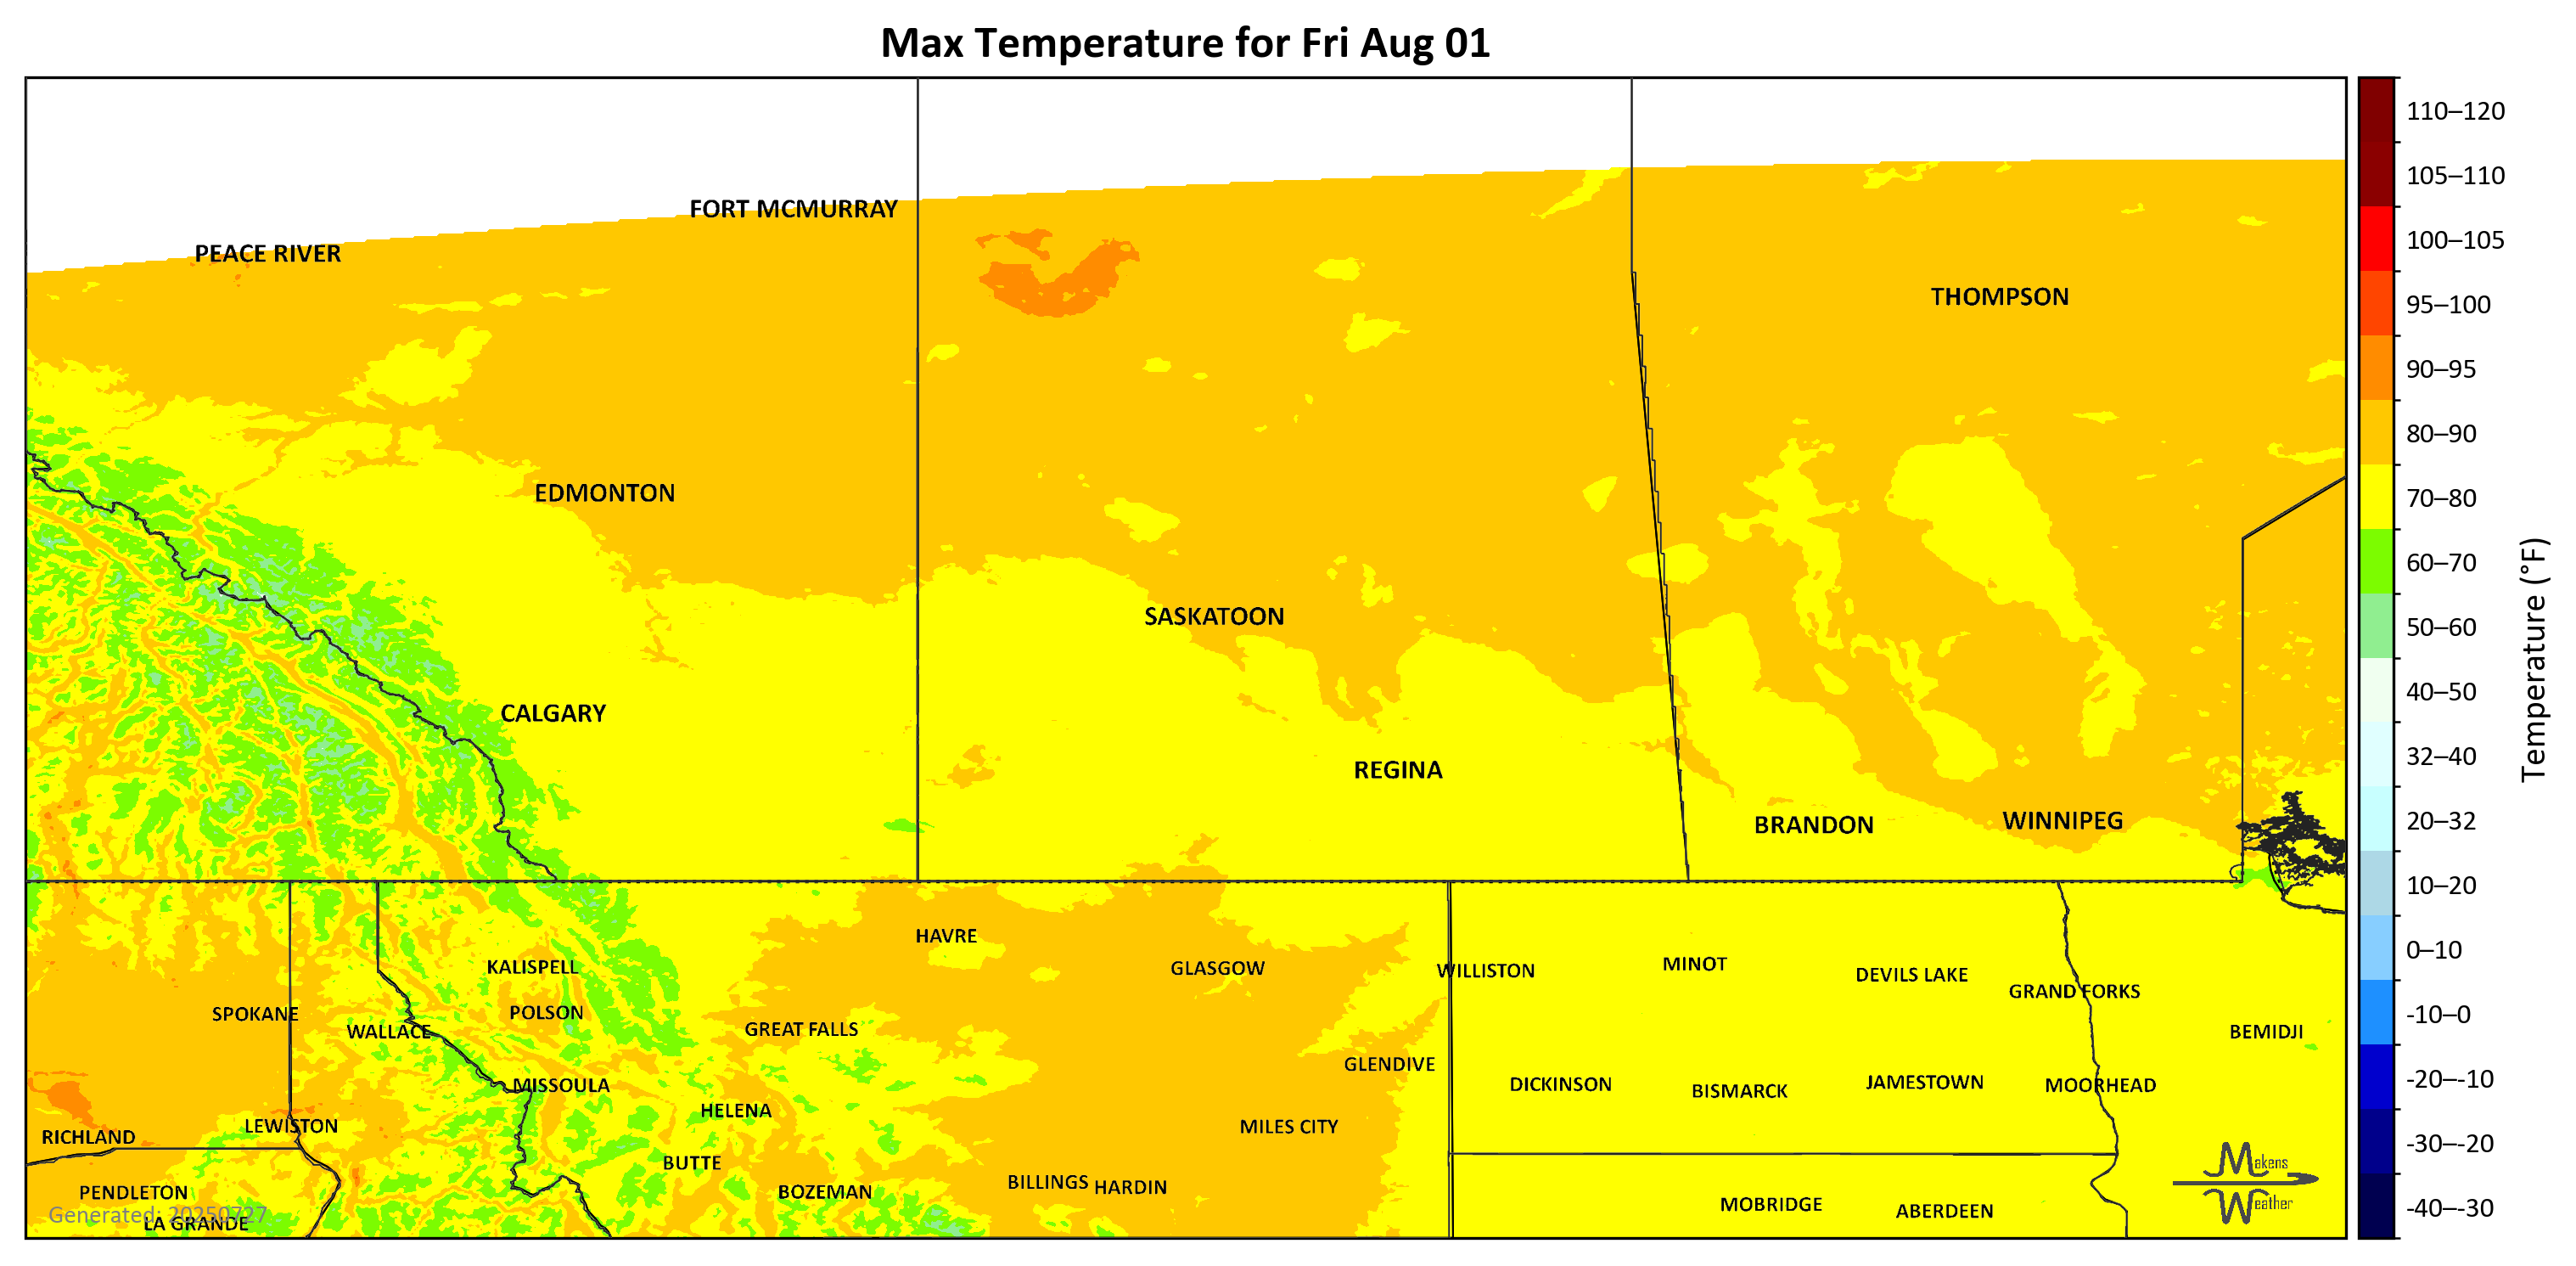 Max Temperature for Fri Aug 01
110–120
105–110
FORT MCMURRAY
100–105
PEACE RIVER
THOMPSON
95–100
90–95
80–90
EDMONTON
70–80
60–70
SASKATOON
50–60
40–50
CALGARY
Temperature (°F)
32–40
REGINA
20–32
BRANDON
WINNIPEG
10–20
HAVRE
0–10
KALISPELL
GLASGOW
WILLISTON
MINOT
DEVILS LAKE
GRAND FORKS
SPOKANE
POLSON
-10–0
WALLACE
GREAT FALLS
BEMIDJI
GLENDIVE
-20–-10
MISSOULA
DICKINSON
BISMARCK
JAMESTOWN
MOORHEAD
HELENA
LEWISTON
MILES CITY
RICHLAND
-30–-20
BUTTE
Makens
Weather
PENDLETON
BOZEMAN
BILLINGS
HARDIN
MOBRIDGE
ABERDEEN
-40–-30
Generated: 20250727
LA GRANDE